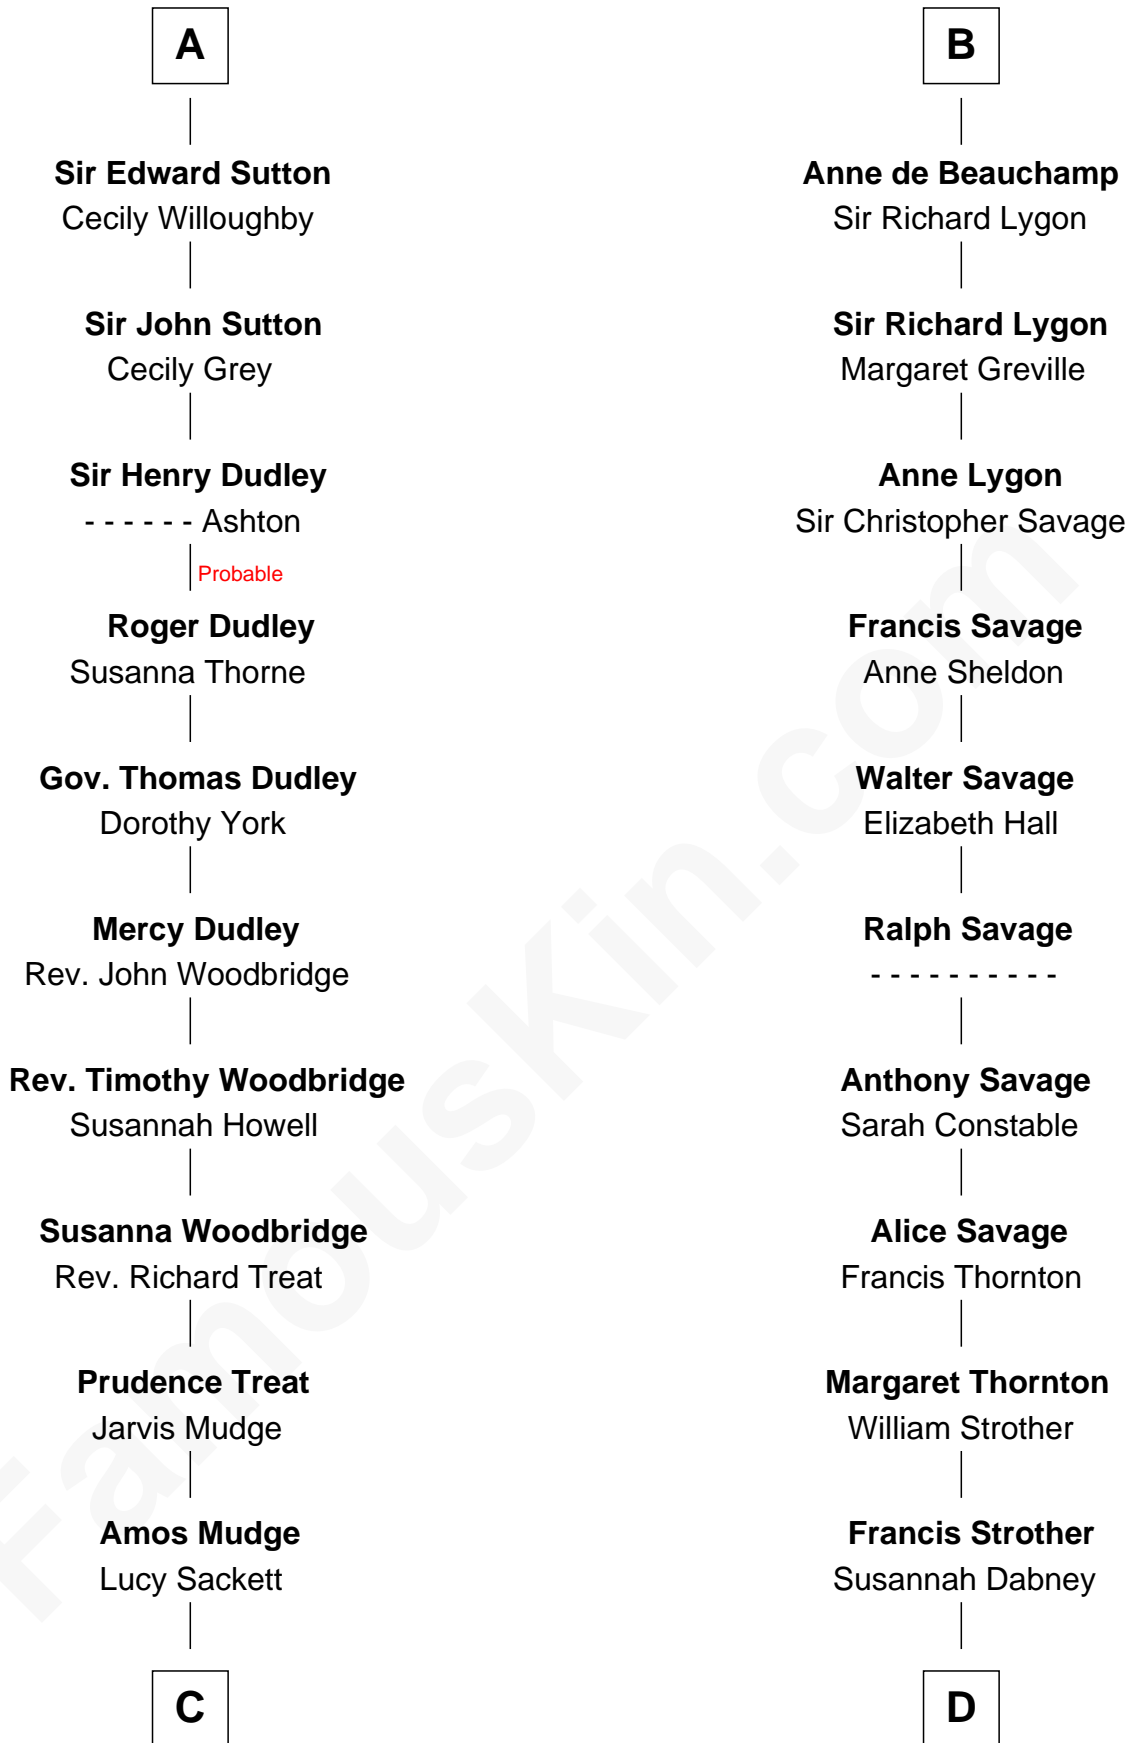 A
Sir Edward Sutton
Cecily Willoughby
Sir John Sutton
Cecily Grey
Sir Henry Dudley
- - - - - - Ashton
Probable
Roger Dudley
Susanna Thorne
Gov. Thomas Dudley
Dorothy York
Mercy Dudley
Rev. John Woodbridge
Rev. Timothy Woodbridge
Susannah Howell
Susanna Woodbridge
Rev. Richard Treat
Prudence Treat
Jarvis Mudge
Amos Mudge
Lucy Sackett
C
B
Anne de Beauchamp
Sir Richard Lygon
Sir Richard Lygon
Margaret Greville
Anne Lygon
Sir Christopher Savage
Francis Savage
Anne Sheldon
Walter Savage
Elizabeth Hall
Ralph Savage
- - - - - - - - - -
Anthony Savage
Sarah Constable
Alice Savage
Francis Thornton
Margaret Thornton
William Strother
Francis Strother
Susannah Dabney
D
FamousKin.com